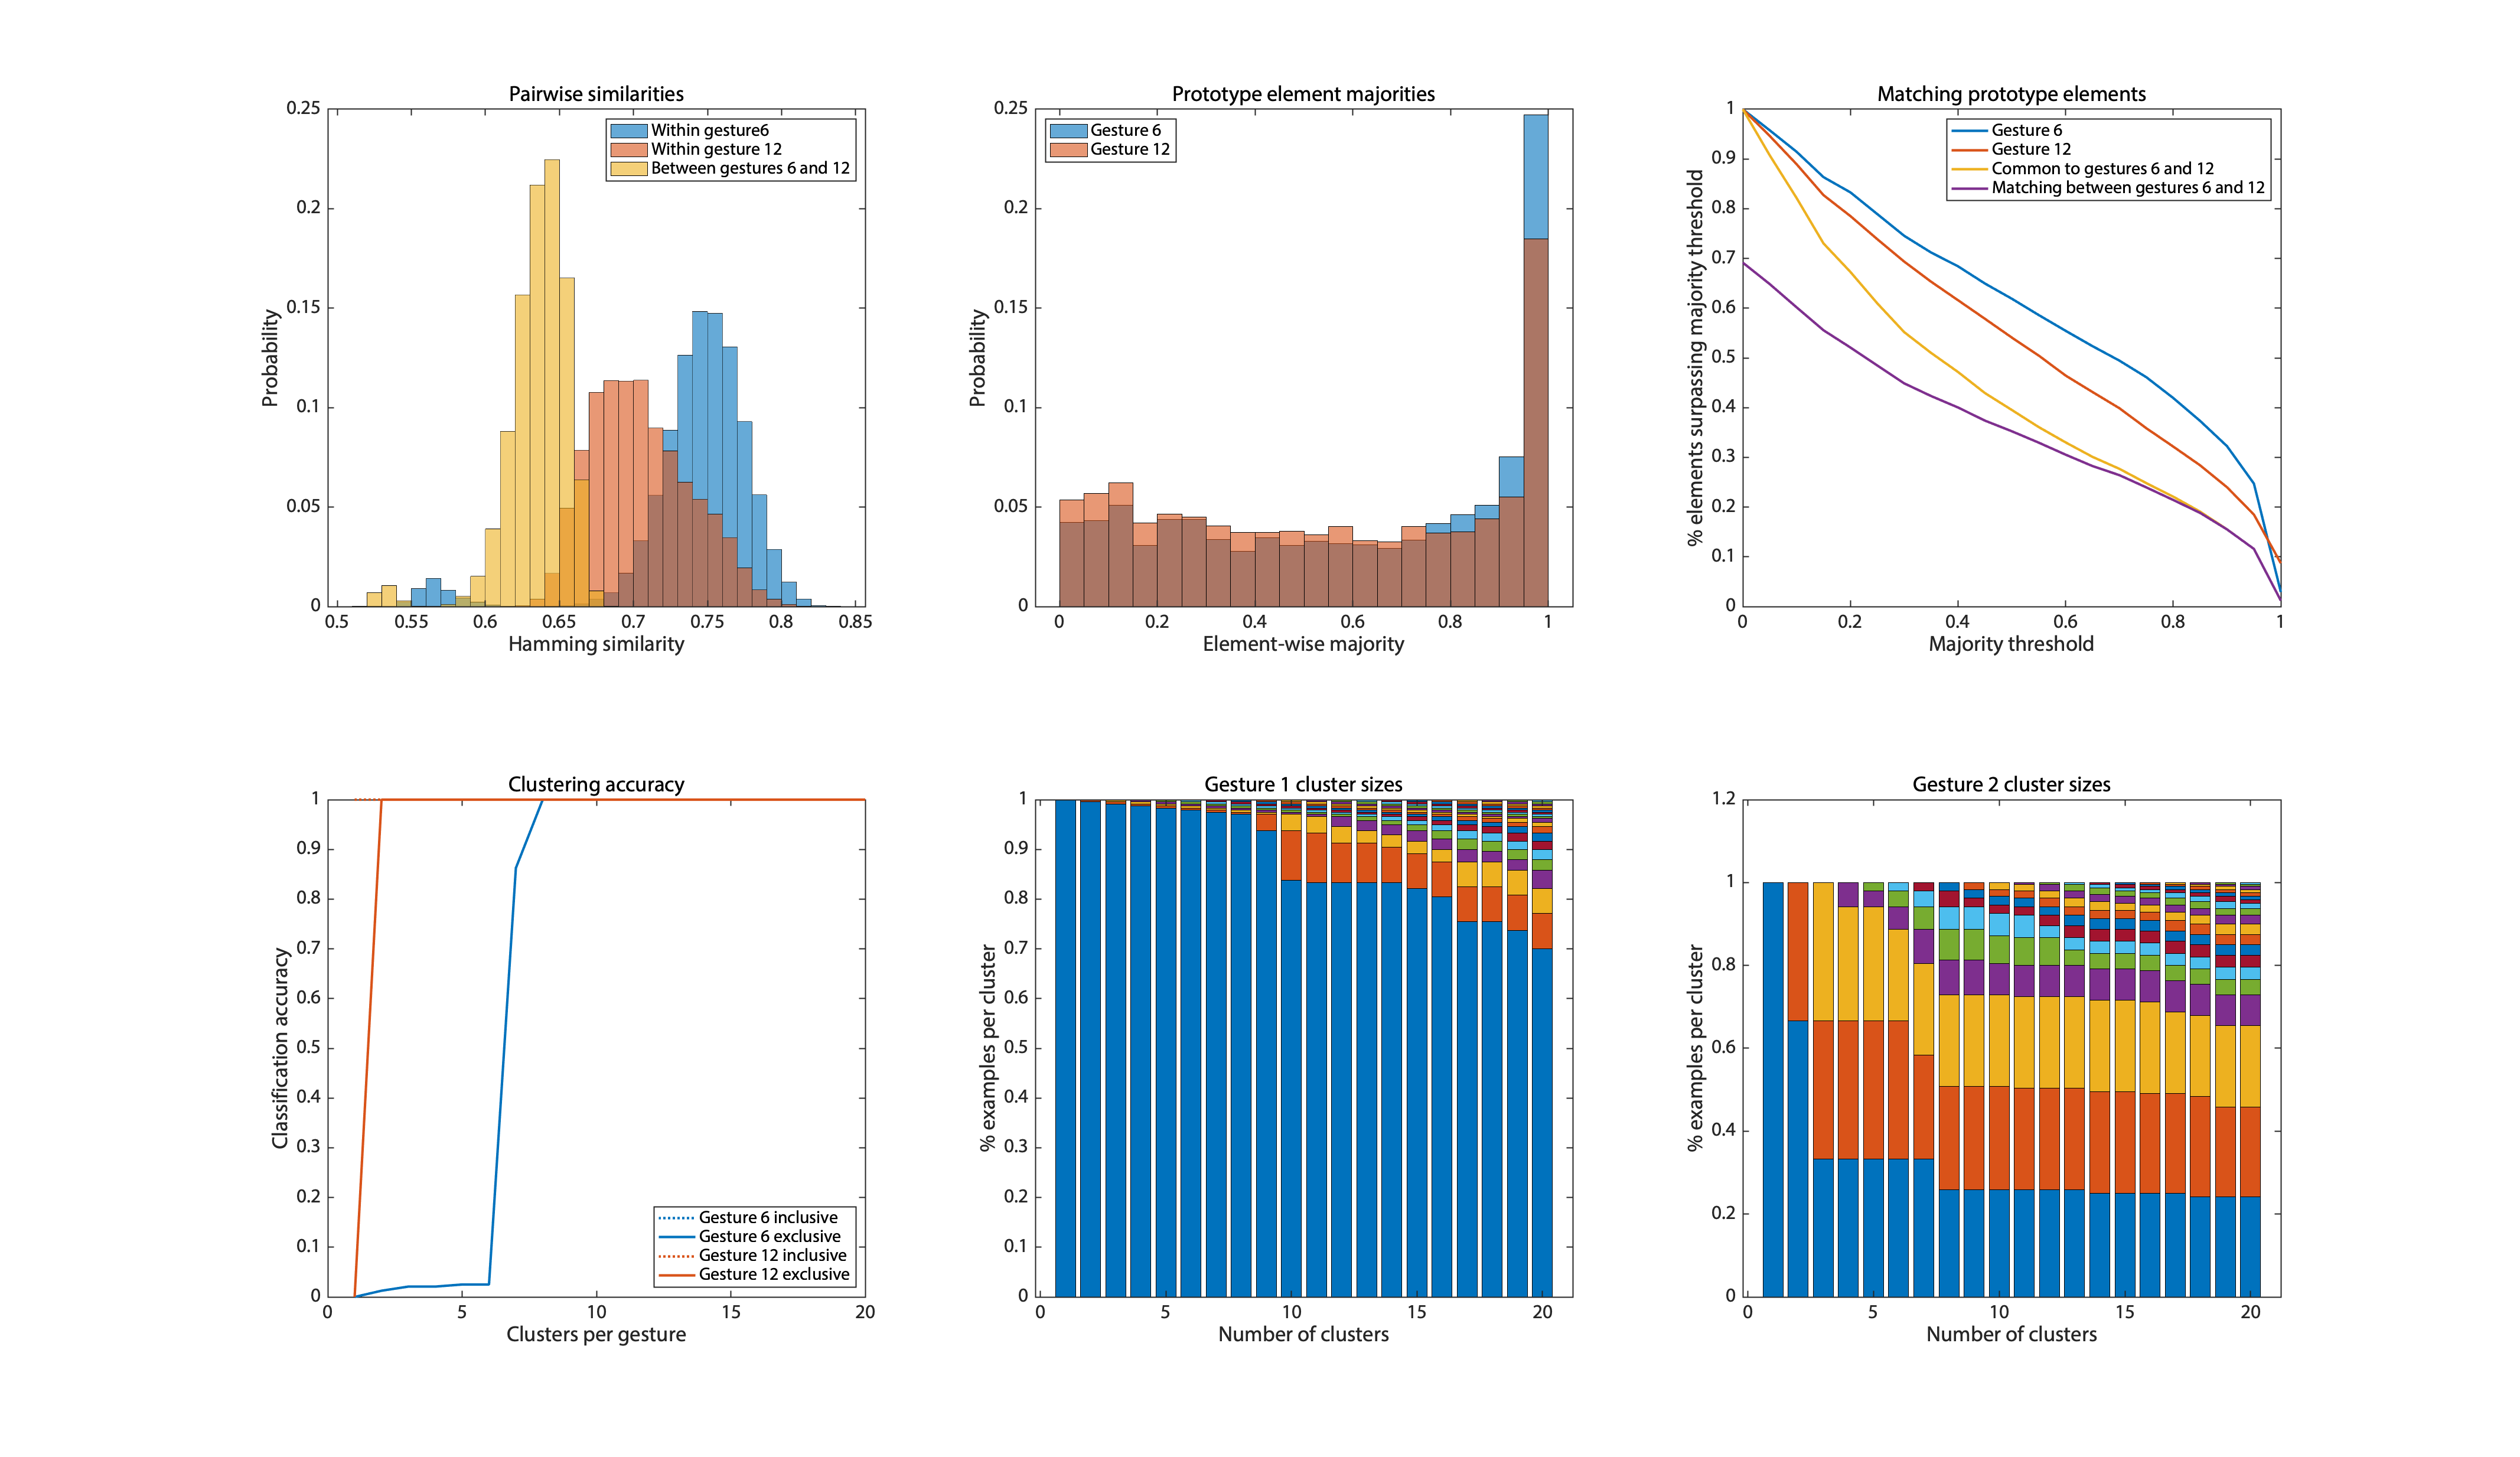 Pairwise similarities
0.25
0.2
0.15
0.1
0.05
0
Probability
Within gesture6
Within gesture 12
Between gestures 6 and 12
0.5 0.55 0.6 0.65 0.7 0.75 0.8 0.85
Hamming similarity
Prototype element majorities
0.25
0.2
0.15
0.1
0.05
0
Probability
Gesture 6
Gesture 12
0 0.2 0.4 0.6 0.8 1
Element-wise majority
Matching prototype elements
1
0.9
0.8
0.7
0.6
0.5
0.4
0.3
0.2
0.1
0
% elements surpassing majority threshold
Gesture 6
Gesture 12
Common to gestures 6 and 12
Matching between gestures 6 and 12
0 0.2 0.4 0.6 0.8 1
Majority threshold
Clustering accuracy
1
0.9
0.8
0.7
0.6
0.5
0.4
0.3
0.2
0.1
0
Classification accuracy
Gesture 6 inclusive
Gesture 6 exclusive
Gesture 12 inclusive
Gesture 12 exclusive
0 5 10 15 20
Clusters per gesture
Gesture 1 cluster sizes
1
0.9
0.8
0.7
0.6
0.5
0.4
0.3
0.2
0.1
0
% examples per cluster
0 5 10 15 20
Number of clusters
Gesture 2 cluster sizes
1.2
1
0.8
0.6
0.4
0.2
0
% examples per cluster
0 5 10 15 20
Number of clusters